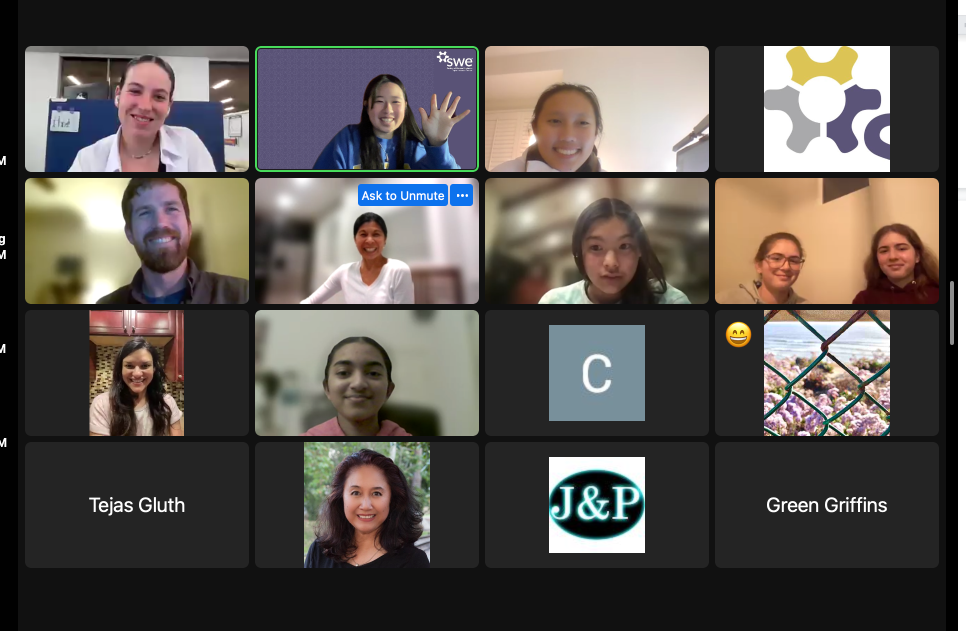 swe
Ask to Unmute
...
C
Tejas Gluth
J&P
Green Griffins
g
M
M
M
M